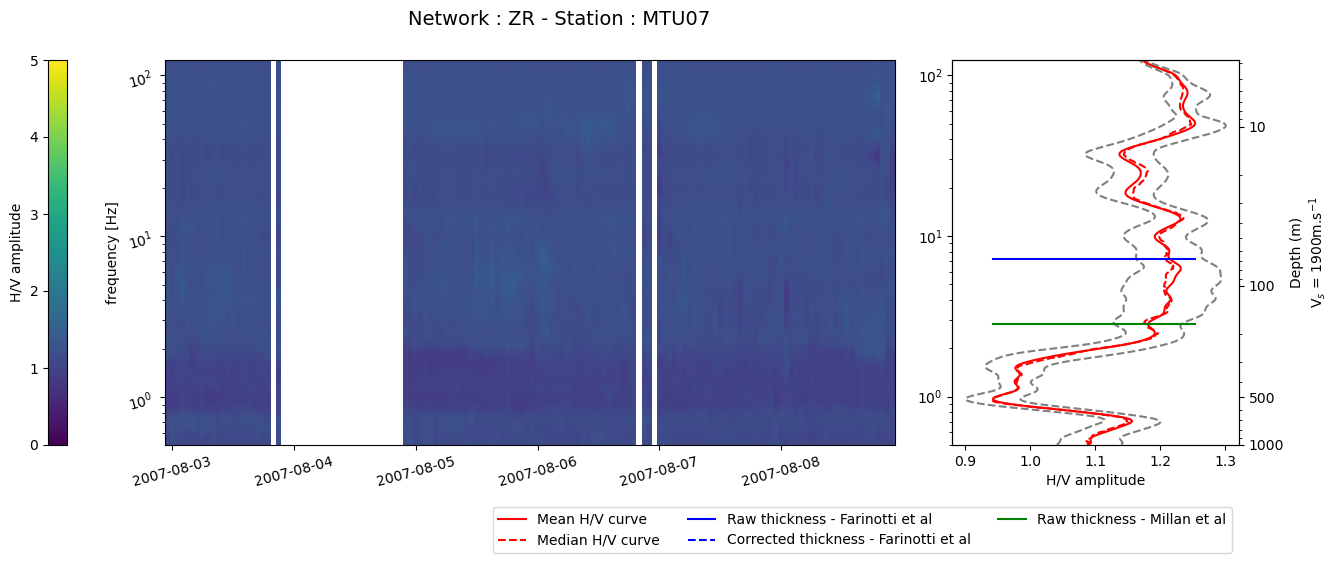 Network : ZR - Station : MTU07
5
4
3
2
1
0
H/V amplitude
frequency [Hz]
10²
10¹
10⁰
2007-08-03
2007-08-04
2007-08-05
2007-08-06
2007-08-07
2007-08-08
10²
10¹
10⁰
0.9
1.0
1.1
1.2
1.3
H/V amplitude
10
100
500
1000
Depth (m)
Vₛ = 1900m.s⁻¹
Mean H/V curve
Median H/V curve
Raw thickness - Farinotti et al
Corrected thickness - Farinotti et al
Raw thickness - Millan et al